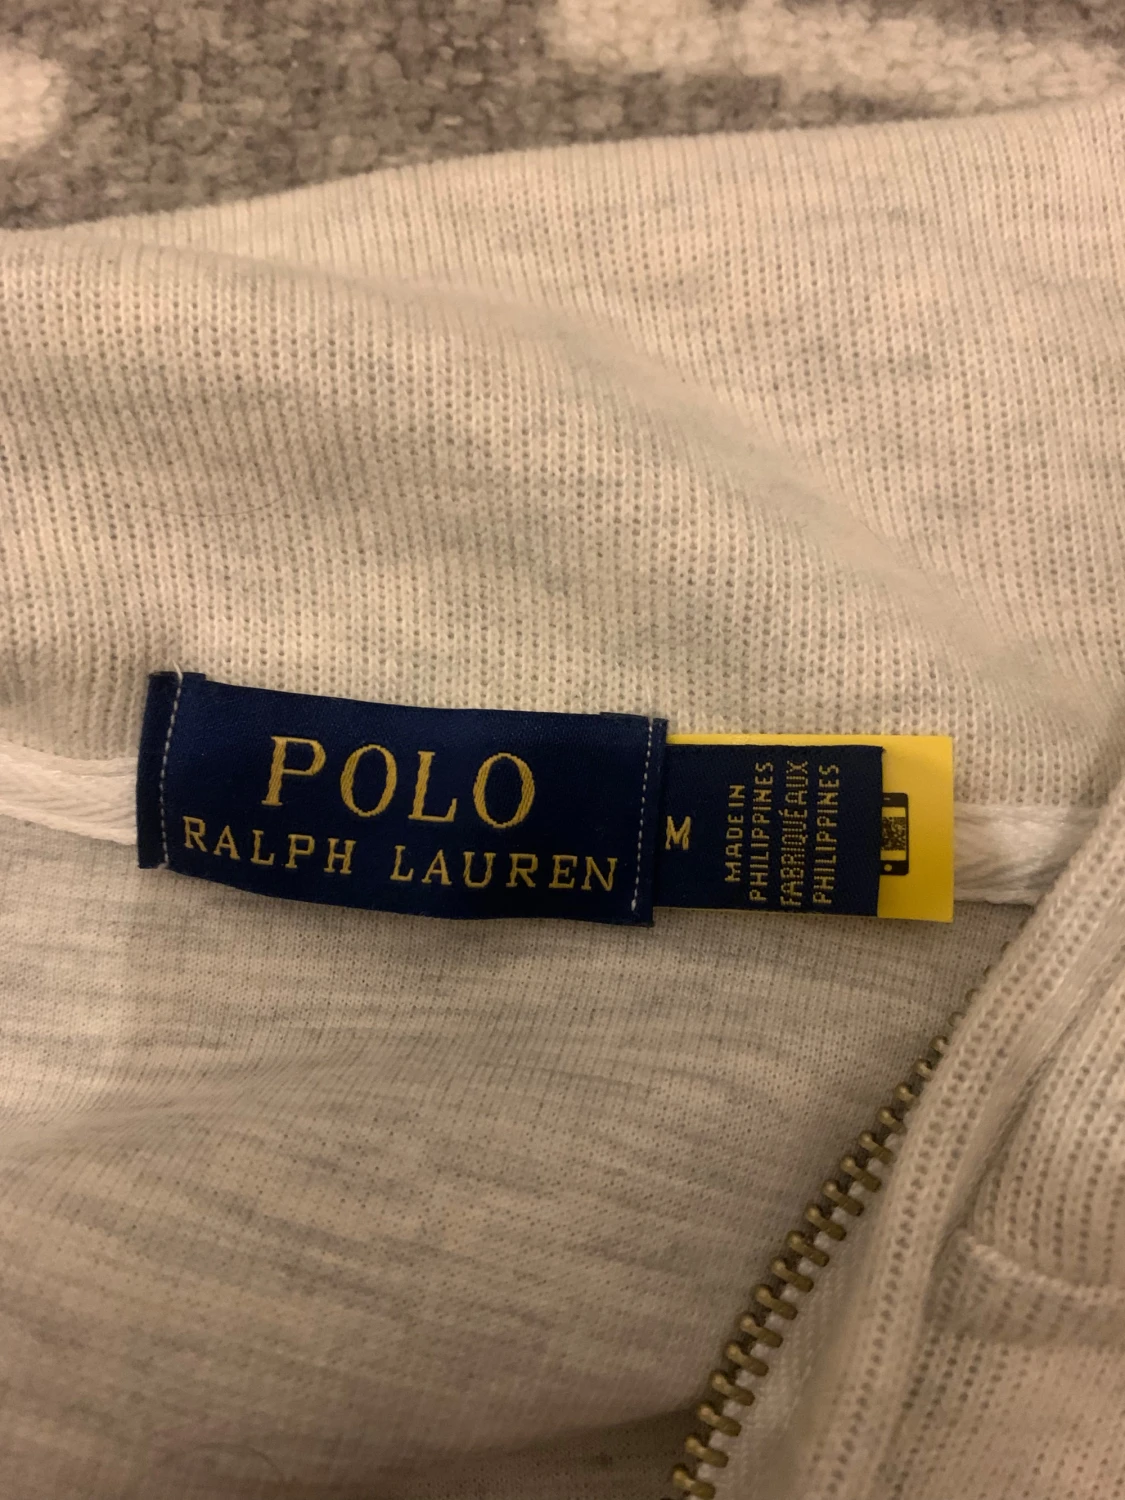 POLO
RALPH LAUREN
M
MADE IN
PHILIPPINES
FABRIQUÉ AUX
PHILIPPINES